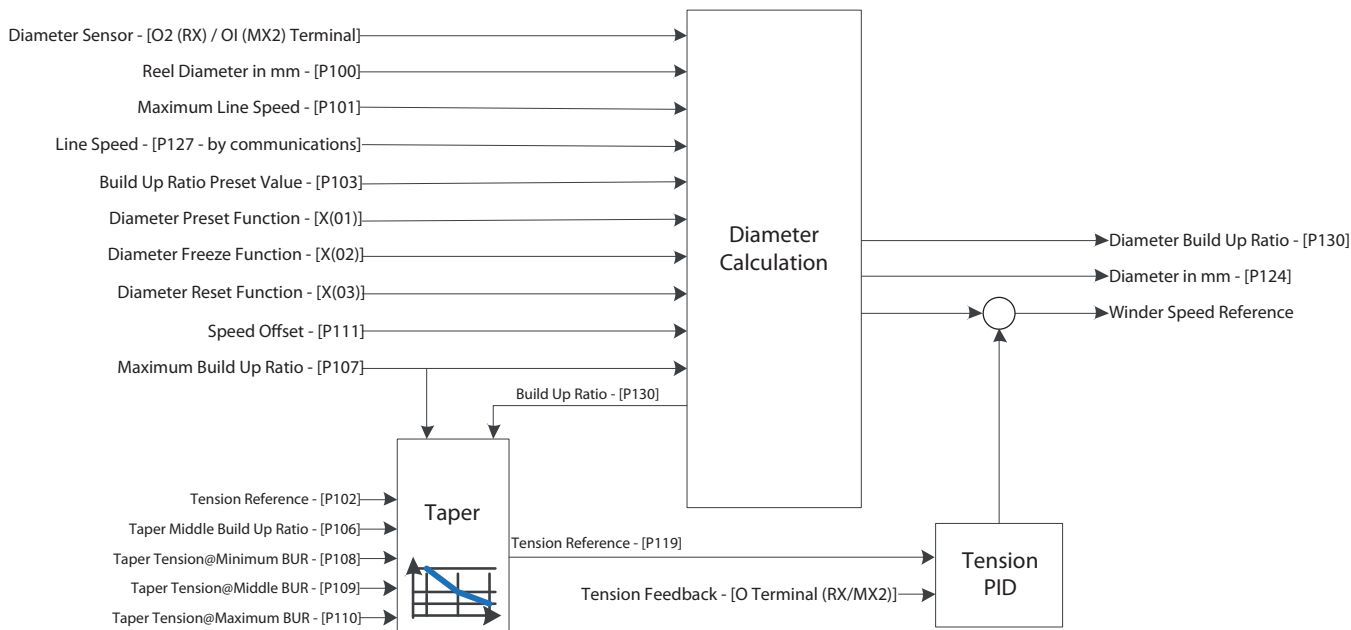 Diameter Sensor - [O2 (RX) / OI (MX2) Terminal]
Reel Diameter in mm - [P100]
Maximum Line Speed - [P101]
Line Speed - [P127 - by communications]
Build Up Ratio Preset Value - [P103]
Diameter Preset Function - [X(01)]
Diameter Freeze Function - [X(02)]
Diameter Reset Function - [X(03)]
Speed Offset - [P111]
Maximum Build Up Ratio - [P107]
Diameter
Calculation
Diameter Build Up Ratio - [P130]
Diameter in mm - [P124]
Winder Speed Reference
Build Up Ratio - [P130]
Tension Reference - [P102]
Taper Middle Build Up Ratio - [P106]
Taper Tension@Minimum BUR - [P108]
Taper Tension@Middle BUR - [P109]
Taper Tension@Maximum BUR - [P110]
Taper
Tension Reference - [P119]
Tension Feedback - [O Terminal (RX/MX2)]
Tension
PID